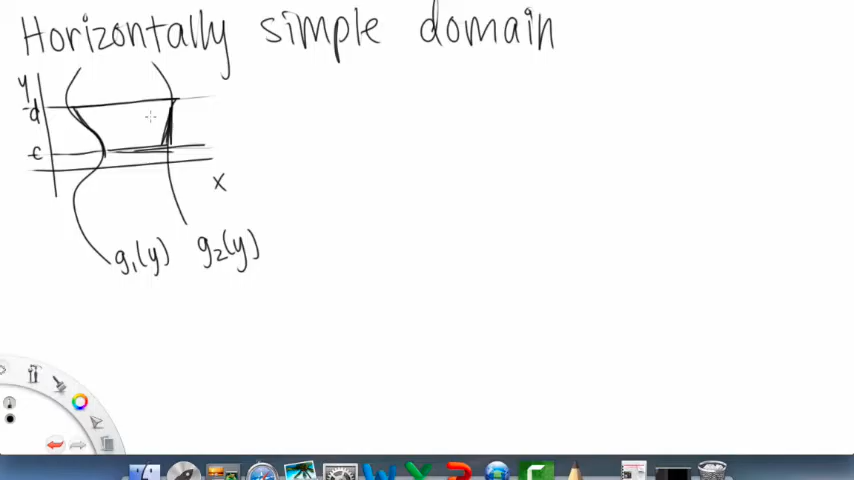 Horizontally simple domain
y
d
c
x
g₁(y) g₂(y)